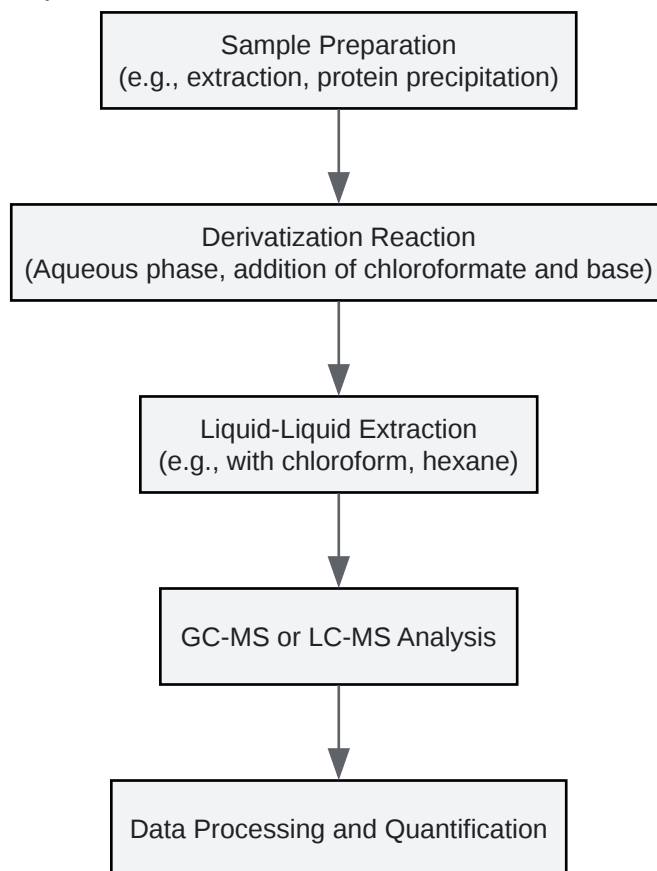 Sample Preparation
(e.g., extraction, protein precipitation)
Derivatization Reaction
(Aqueous phase, addition of chloroformate and base)
Liquid-Liquid Extraction
(e.g., with chloroform, hexane)
GC-MS or LC-MS Analysis
Data Processing and Quantification